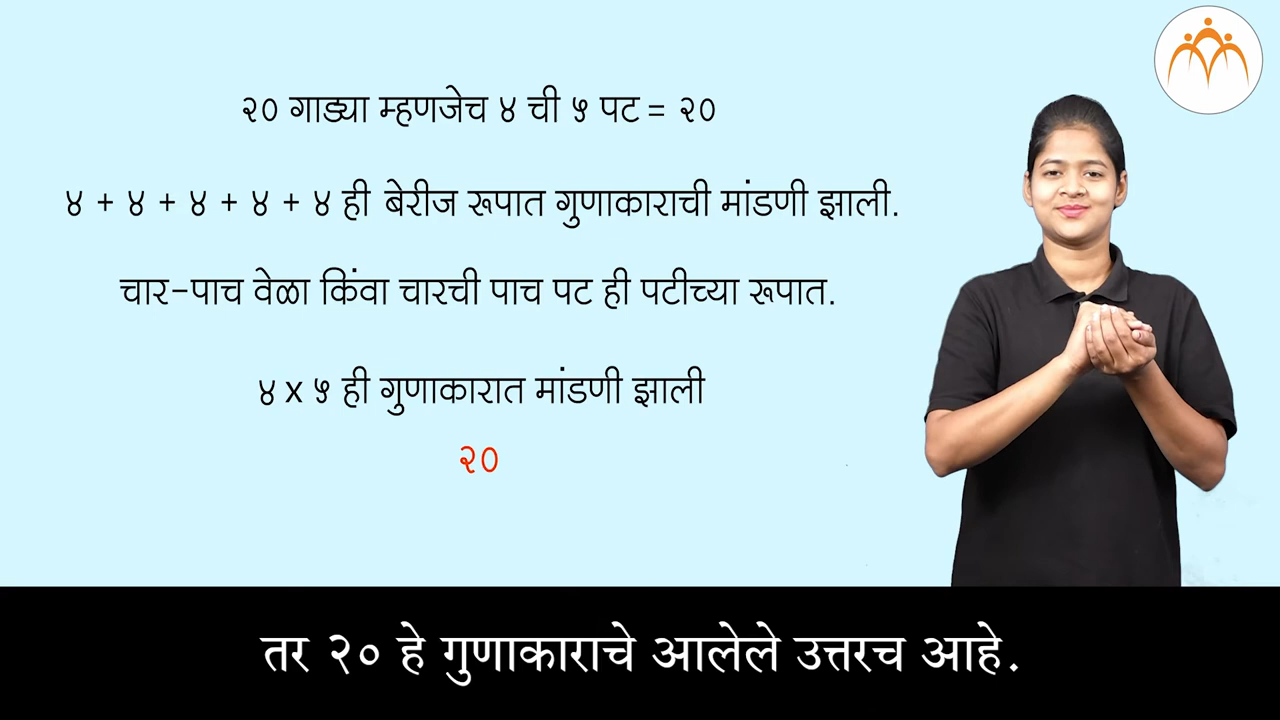 २० गाड्या म्हणजेच ४ ची ५ पट = २०
४ + ४ + ४ + ४ + ४ ही बेरीज रूपात गुणाकाराची मांडणी झाली.
चार-पाच वेळा किंवा चारची पाच पट ही पटीच्या रूपात.
४ x ५ ही गुणाकारात मांडणी झाली
२०
तर २० हे गुणाकाराचे आलेले उत्तरच आहे.